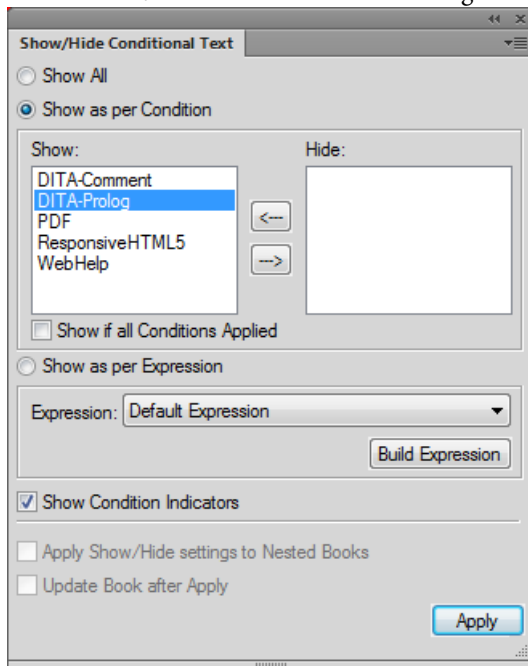 Show/Hide Conditional Text
Show All
Show as per Condition
Show: Hide:
DITA-Comment
DITA-Prolog
PDF
ResponsiveHTML5
WebHelp
<---
--->
Show if all Conditions Applied
Show as per Expression
Expression: Default Expression
Build Expression
Show Condition Indicators
Apply Show/Hide settings to Nested Books
Update Book after Apply
Apply